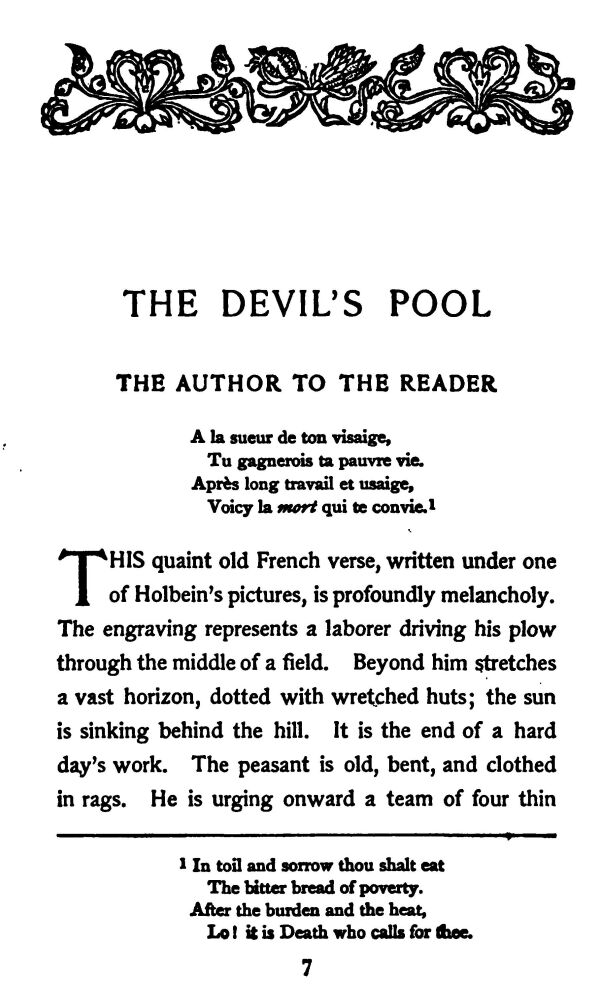 THE DEVIL'S POOL
THE AUTHOR TO THE READER
A la sueur de ton visaige,
Tu gagnerois ta pauvre vie.
Après long travail et usaige,
Voicy la mort qui te convie.1
THIS quaint old French verse, written under one
of Holbein's pictures, is profoundly melancholy.
The engraving represents a laborer driving his plow
through the middle of a field. Beyond him stretches
a vast horizon, dotted with wretched huts; the sun
is sinking behind the hill. It is the end of a hard
day's work. The peasant is old, bent, and clothed
in rags. He is urging onward a team of four thin
1 In toil and sorrow thou shalt eat
The bitter bread of poverty.
After the burden and the heat,
Lo! it is Death who calls for thee.
7